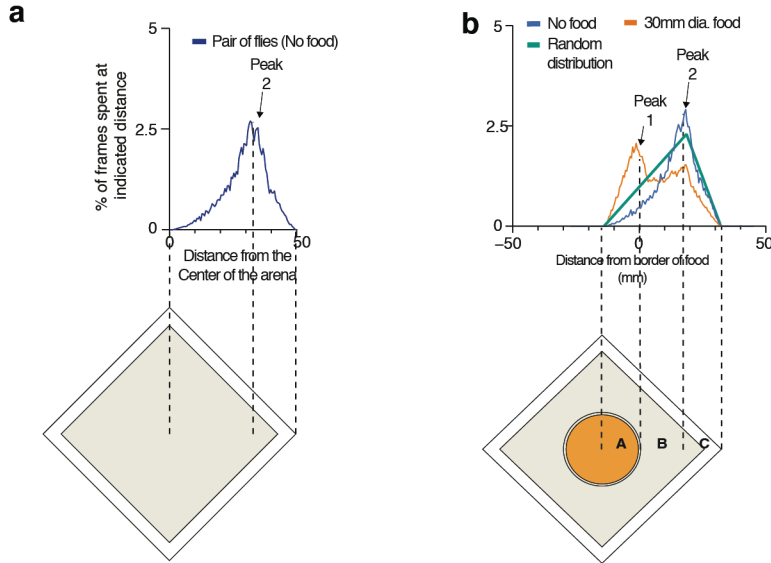 a
5
Pair of flies (No food)
Peak
2
% of frames spent at
indicated distance
2.5
0
0
50
Distance from the
Center of the arena
b
5
No food
30mm dia. food
Random
distribution
Peak
2
Peak
1
2.5
0
−50
0
50
Distance from border of food
(mm)
A
B
C